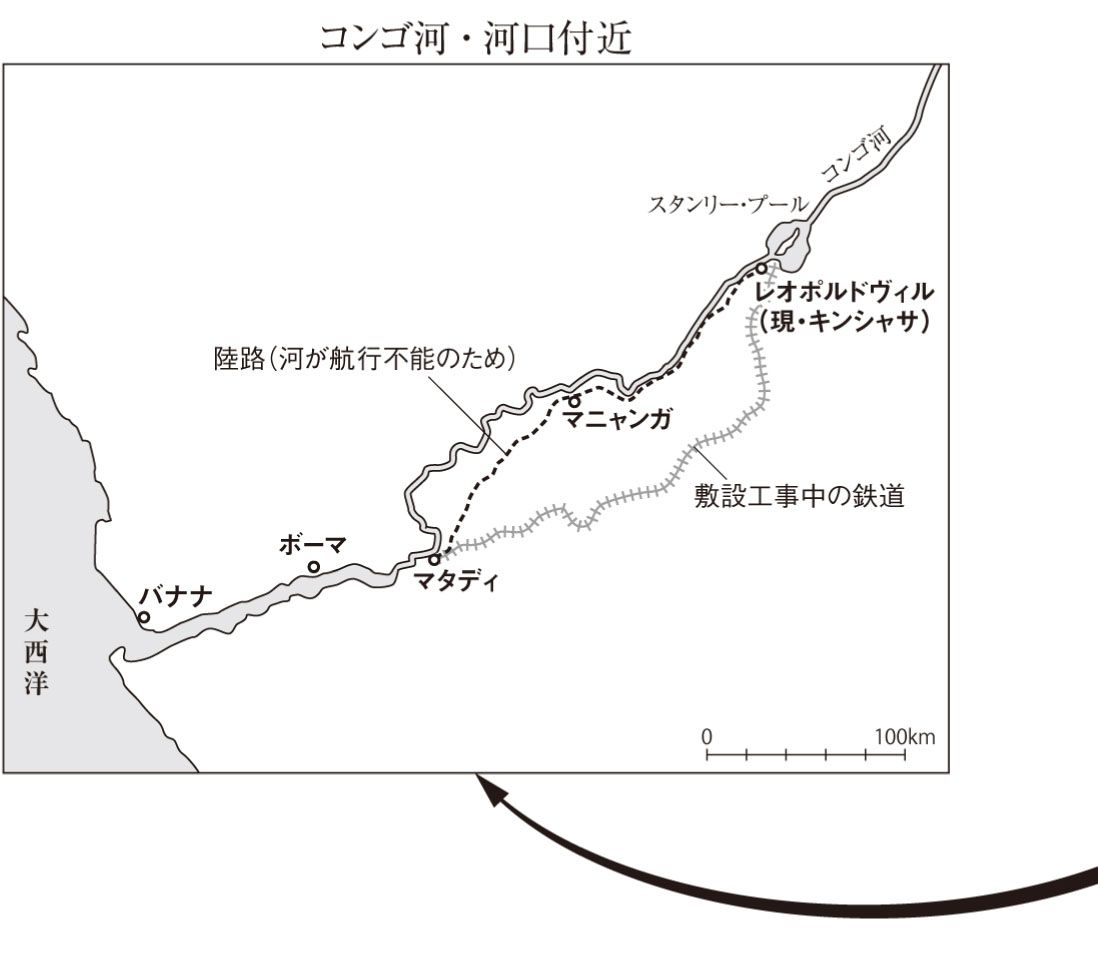 コンゴ河・河口付近
コンゴ河
スタンリー・プール
レオポルドヴィル
（現・キンシャサ）
陸路（河が航行不能のため）
マニャンガ
敷設工事中の鉄道
ボーマ
マタディ
バナナ
大西洋
0 100km